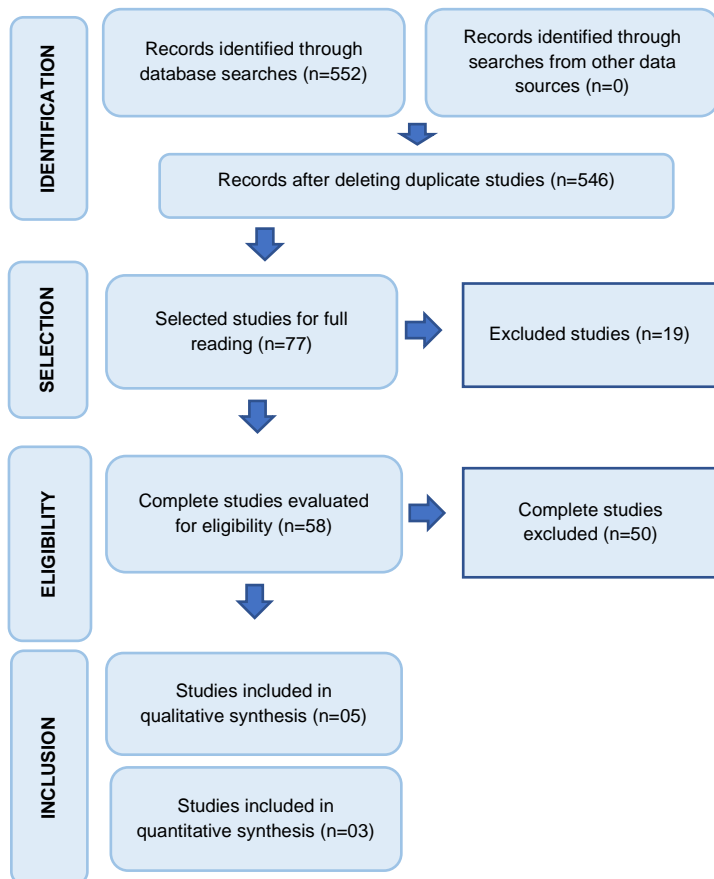 IDENTIFICATION
Records identified through
database searches (n=552)
Records identified through
searches from other data
sources (n=0)
Records after deleting duplicate studies (n=546)
SELECTION
Selected studies for full
reading (n=77)
Excluded studies (n=19)
ELIGIBILITY
Complete studies evaluated
for eligibility (n=58)
Complete studies
excluded (n=50)
INCLUSION
Studies included in
qualitative synthesis (n=05)
Studies included in
quantitative synthesis (n=03)